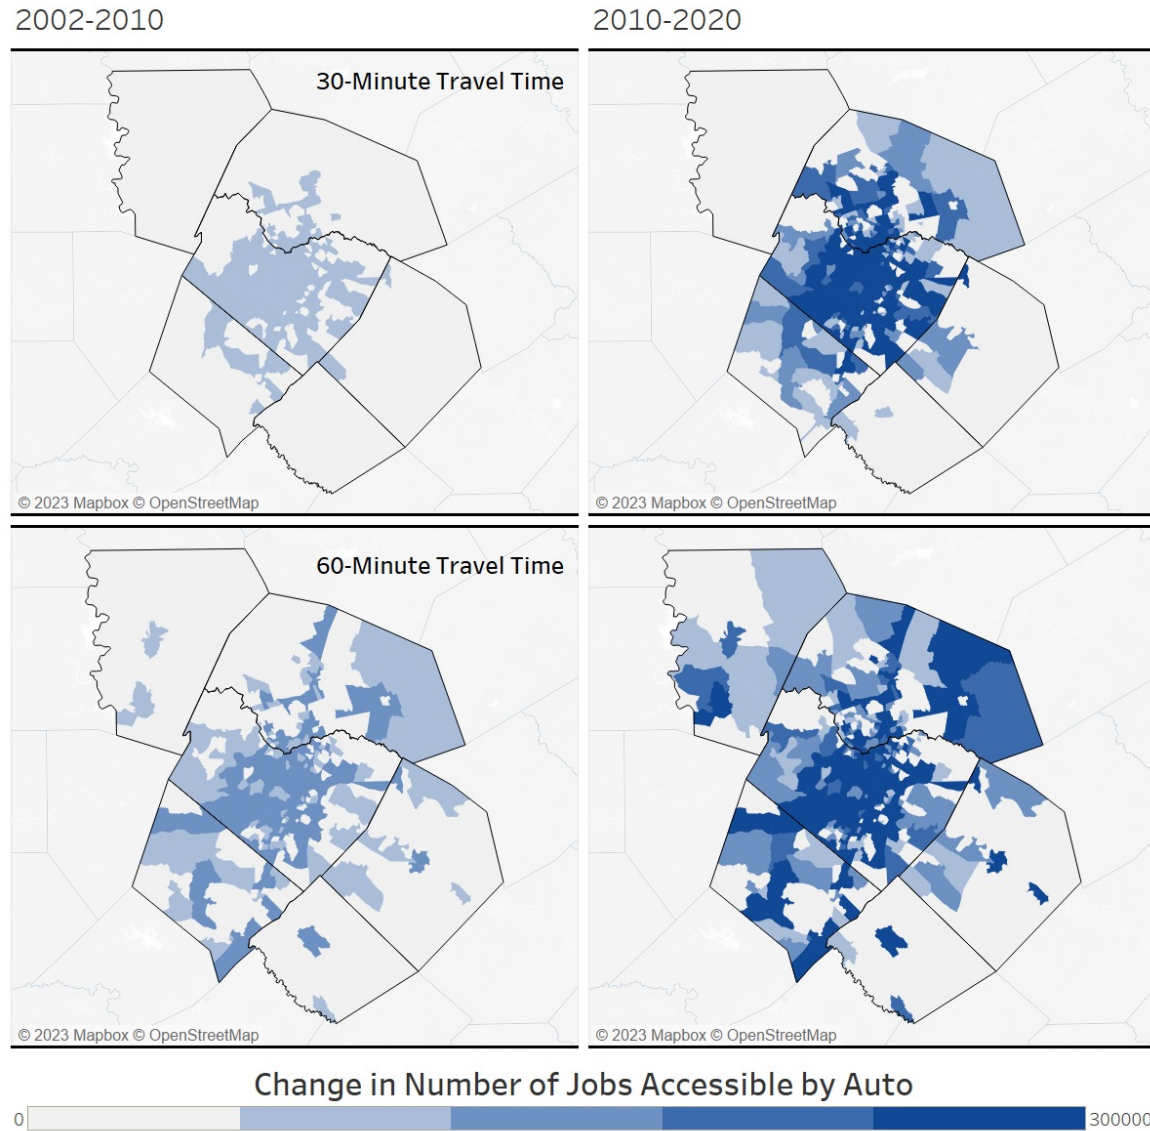 2002-2010
2010-2020
30-Minute Travel Time
© 2023 Mapbox © OpenStreetMap
© 2023 Mapbox © OpenStreetMap
60-Minute Travel Time
© 2023 Mapbox © OpenStreetMap
© 2023 Mapbox © OpenStreetMap
Change in Number of Jobs Accessible by Auto
0
300000